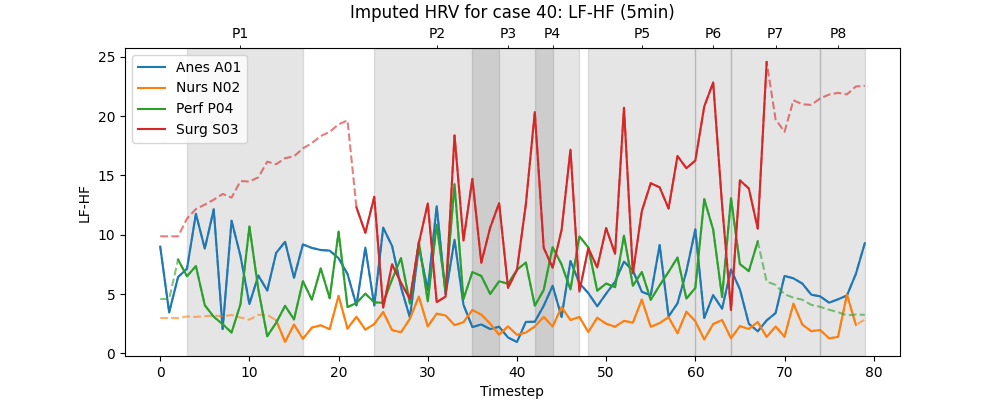 Imputed HRV for case 40: LF-HF (5min)
P1 P2 P3 P4 P5 P6 P7 P8
25
20
15
10
5
0
LF-HF
Anes A01
Nurs N02
Perf P04
Surg S03
0 10 20 30 40 50 60 70 80
Timestep